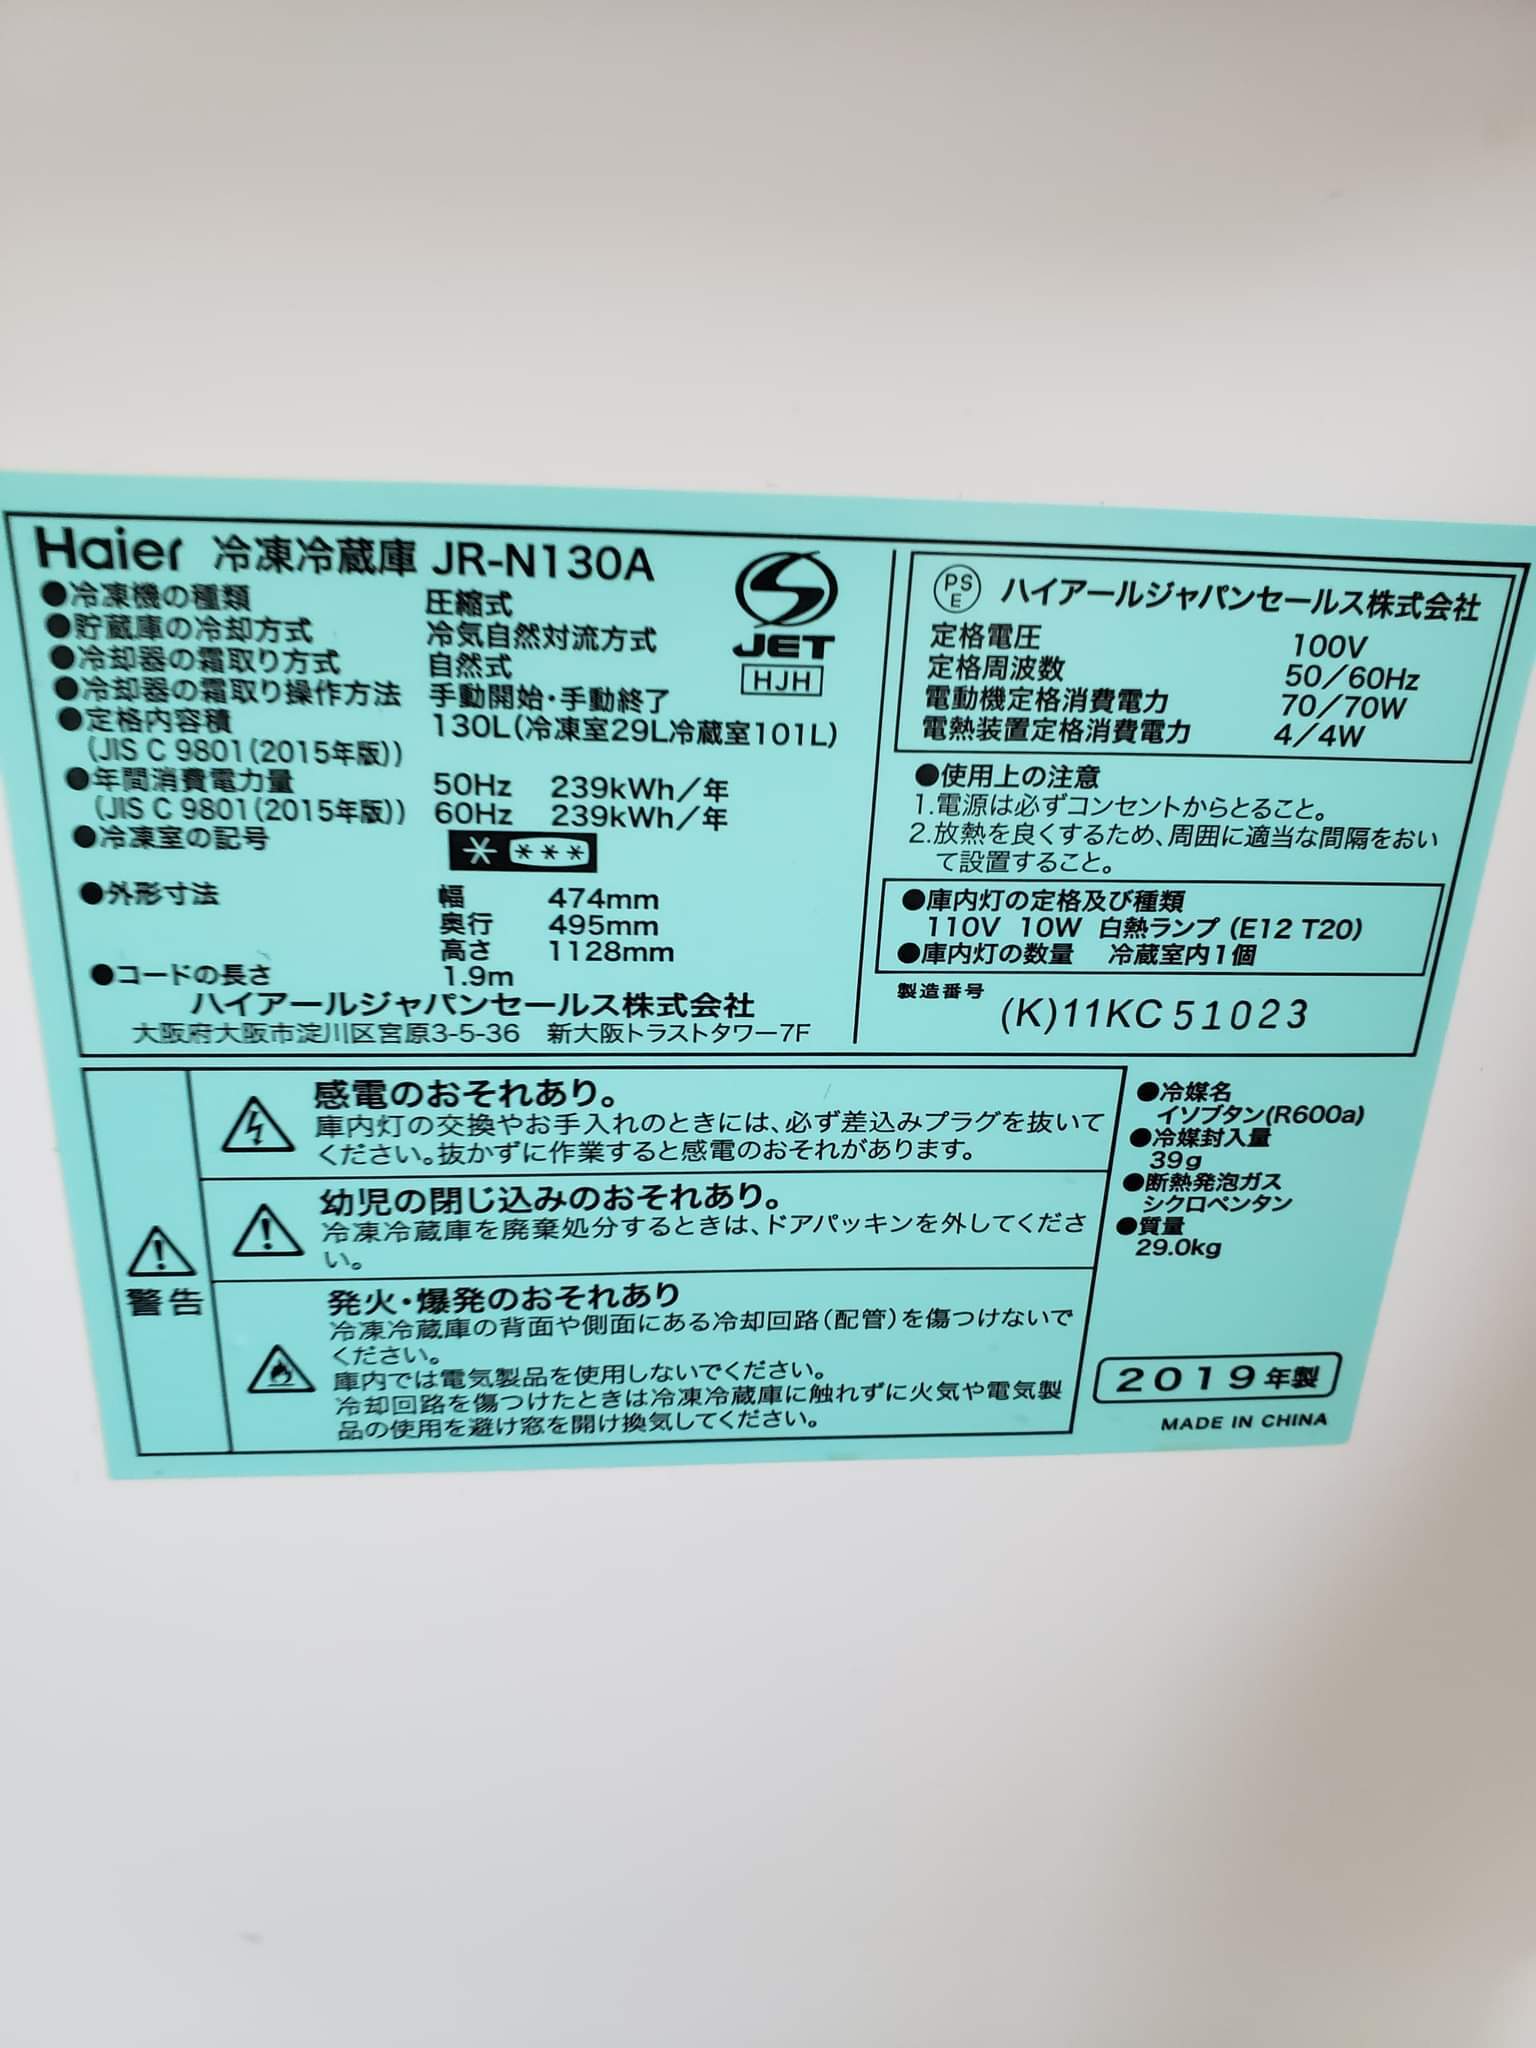 Haier 冷凍冷蔵庫 JR-N130A
●冷凍機の種類 圧縮式
●貯蔵庫の冷却方式 冷気自然対流方式
●冷却器の霜取り方式 自然式
●冷却器の霜取り操作方法 手動開始・手動終了
●定格内容積 130L(冷凍室29L冷蔵室101L)
(JIS C 9801(2015年版))
●年間消費電力量 50Hz 239kWh/年
(JIS C 9801(2015年版)) 60Hz 239kWh/年
●冷凍室の記号 * ***
●外形寸法 幅 474mm
奥行 495mm
高さ 1128mm
●コードの長さ 1.9m
ハイアールジャパンセールス株式会社
大阪府大阪市淀川区宮原3-5-36 新大阪トラストタワー7F
JET
HJH
PS
E
ハイアールジャパンセールス株式会社
定格電圧 100V
定格周波数 50/60Hz
電動機定格消費電力 70/70W
電熱装置定格消費電力 4/4W
●使用上の注意
1.電源は必ずコンセントからとること。
2.放熱を良くするため、周囲に適当な間隔をおい
て設置すること。
●庫内灯の定格及び種類
110V 10W 白熱ランプ (E12 T20)
●庫内灯の数量 冷蔵室内1個
製造番号 (K)11KC51023
警告
感電のおそれあり。
庫内灯の交換やお手入れのときには、必ず差込みプラグを抜いて
ください。抜かずに作業すると感電のおそれがあります。
幼児の閉じ込みのおそれあり。
冷凍冷蔵庫を廃棄処分するときは、ドアパッキンを外してくださ
い。
発火・爆発のおそれあり
冷凍冷蔵庫の背面や側面にある冷却回路(配管)を傷つけないで
ください。
庫内では電気製品を使用しないでください。
冷却回路を傷つけたときは冷凍冷蔵庫に触れずに火気や電気製
品の使用を避け窓を開け換気してください。
●冷媒名
イソブタン(R600a)
●冷媒封入量
39g
●断熱発泡ガス
シクロペンタン
●質量
29.0kg
2019年製
MADE IN CHINA